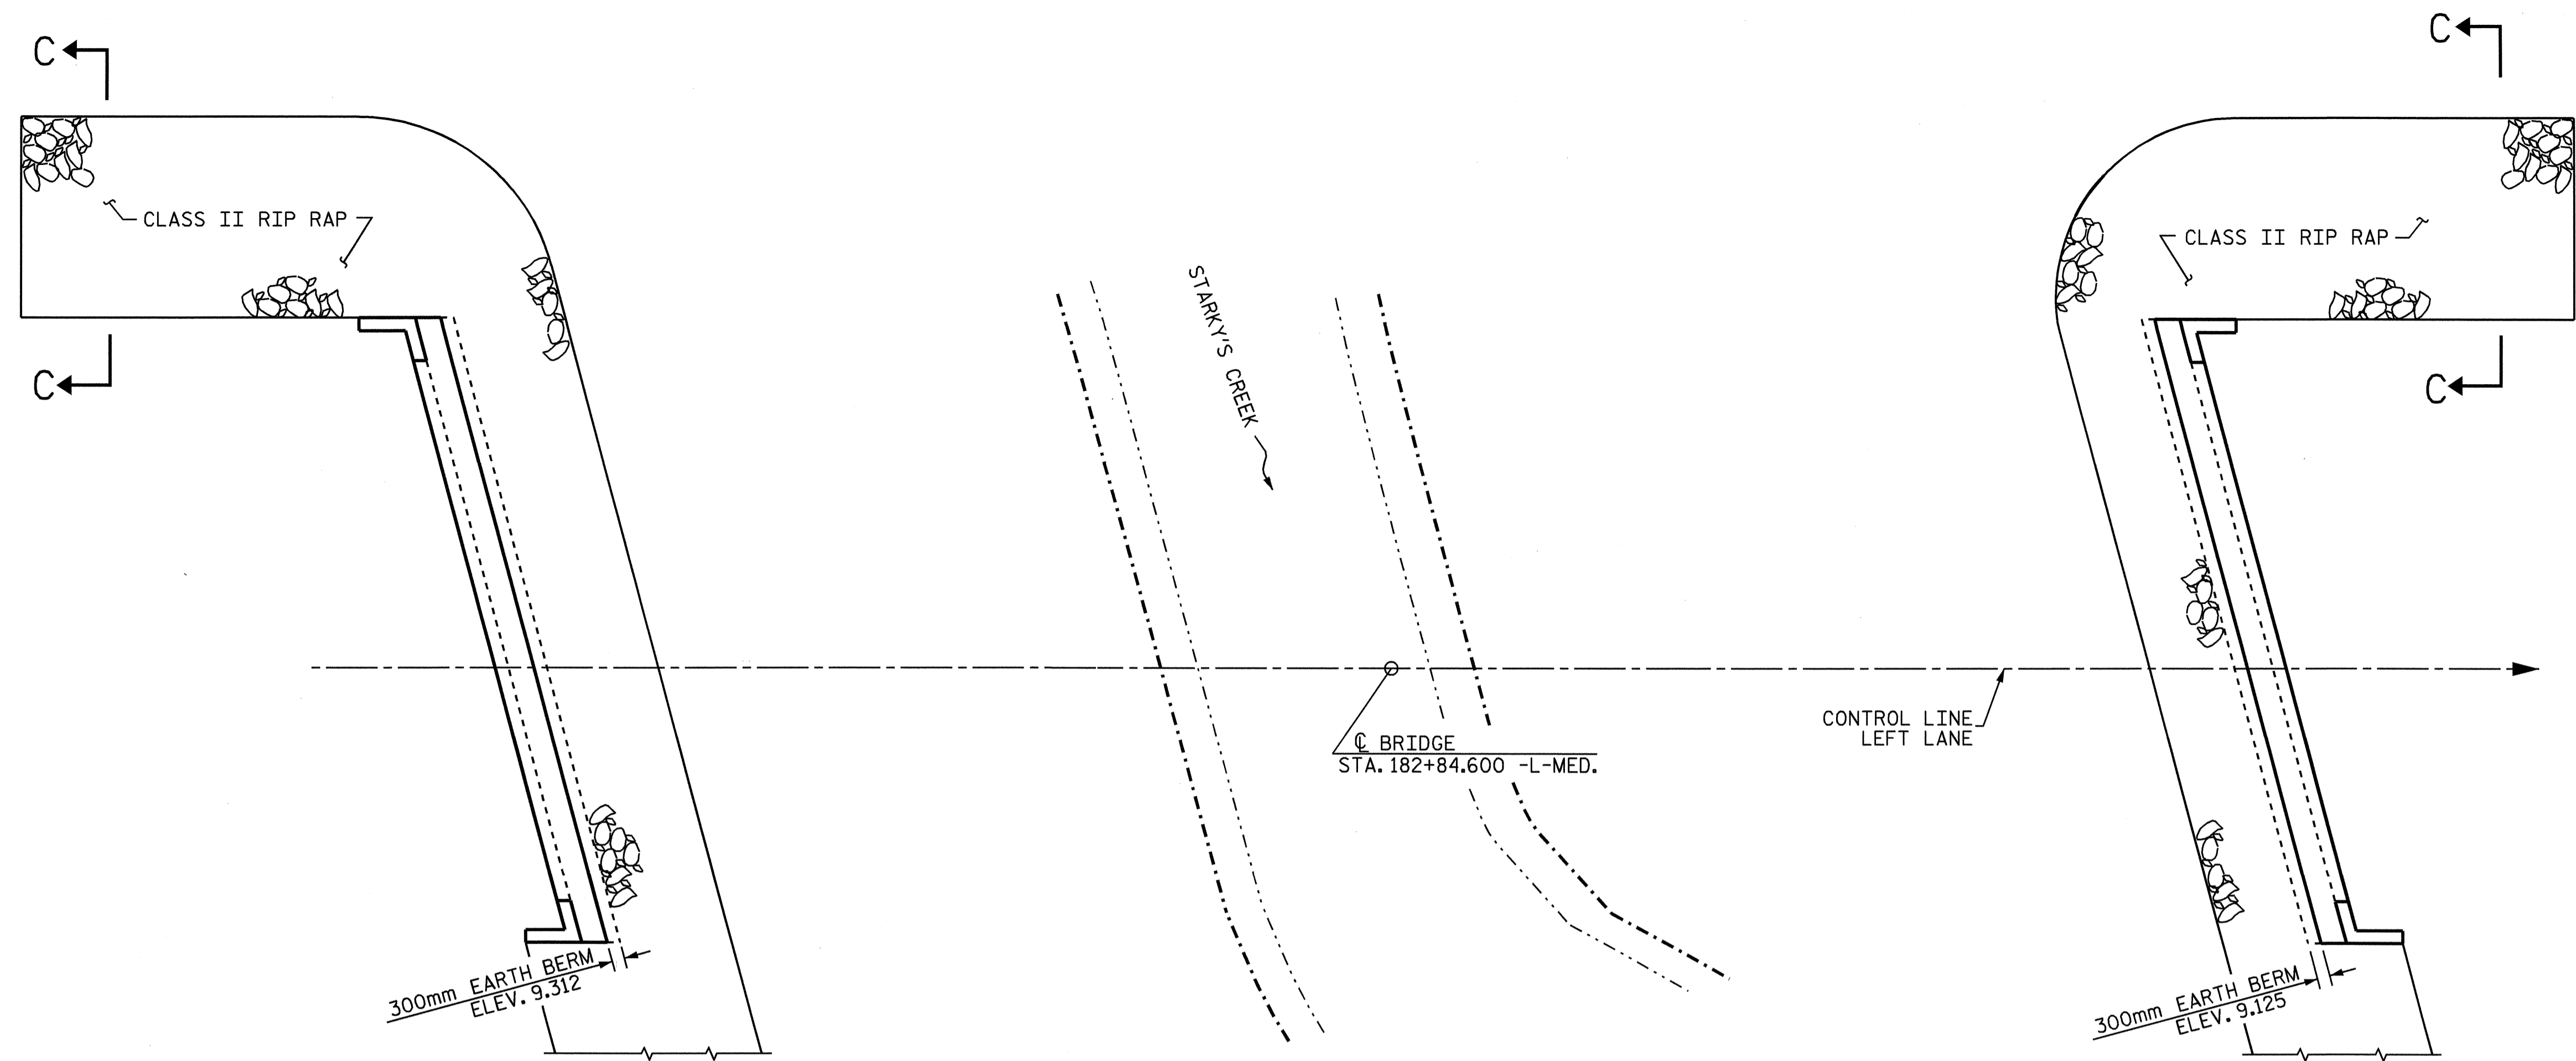 C
C
CLASS II RIP RAP
CLASS II RIP RAP
C
C
STARKY'S CREEK
CONTROL LINE
LEFT LANE
℄ BRIDGE
STA. 182+84.600 -L-MED.
300mm EARTH BERM
ELEV. 9.312
300mm EARTH BERM
ELEV. 9.125